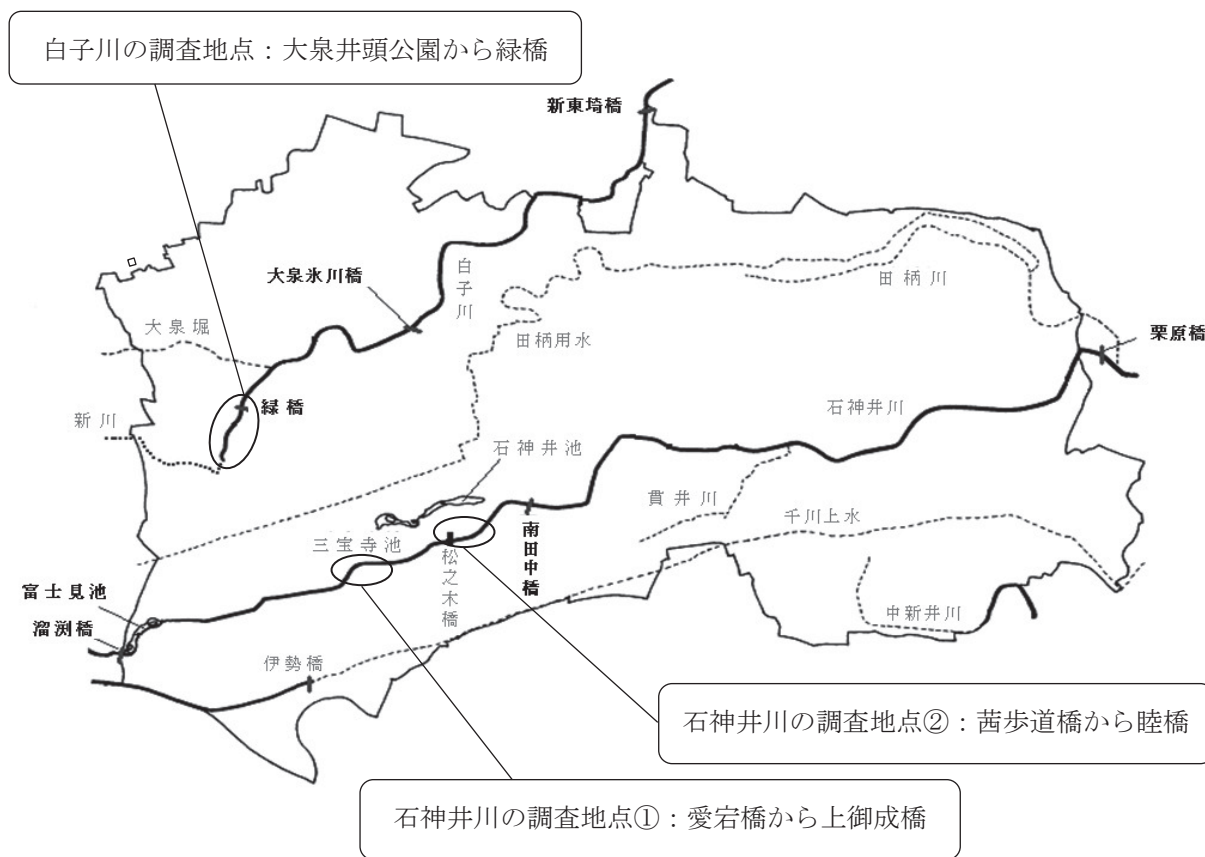 白子川の調査地点：大泉井頭公園から緑橋
新東埼橋
大泉氷川橋
白子川
田柄川
大泉堀
田柄用水
栗原橋
緑橋
新川
石神井川
石神井池
貫井川
千川上水
三宝寺池
松之木橋
南田中橋
富士見池
溜渕橋
中新井川
伊勢橋
石神井川の調査地点②：茜歩道橋から睦橋
石神井川の調査地点①：愛宕橋から上御成橋